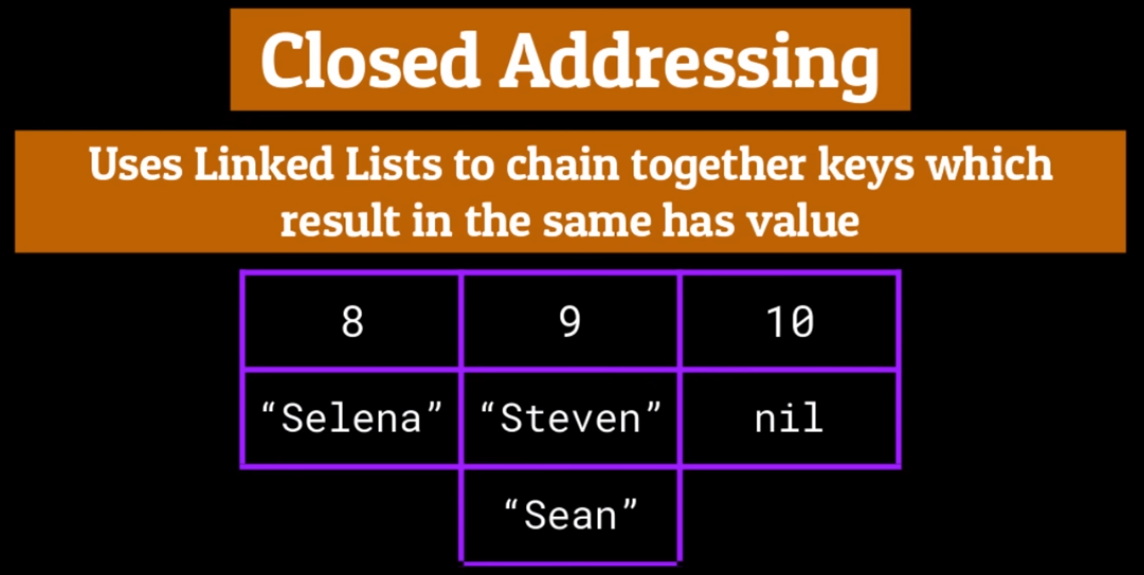 Closed Addressing
Uses Linked Lists to chain together keys which
result in the same has value
8 9 10
“Selena” “Steven” nil
“Sean”